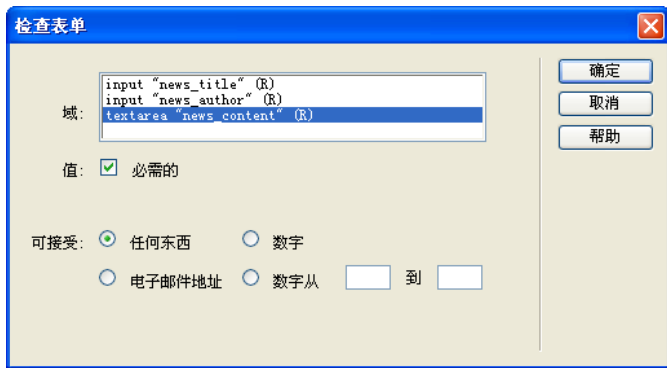 检查表单
域:
input "news_title" (R)
input "news_author" (R)
textarea "news_content" (R)
值: 必需的
可接受: 任何东西 数字
电子邮件地址 数字从 到
确定
取消
帮助